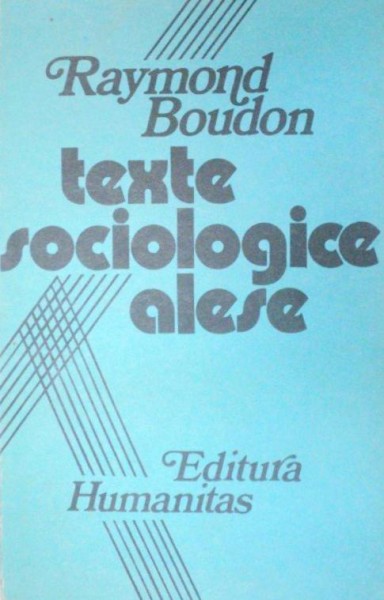 Raymond
Boudon
texte
sociologice
alese
Editura
Humanitas